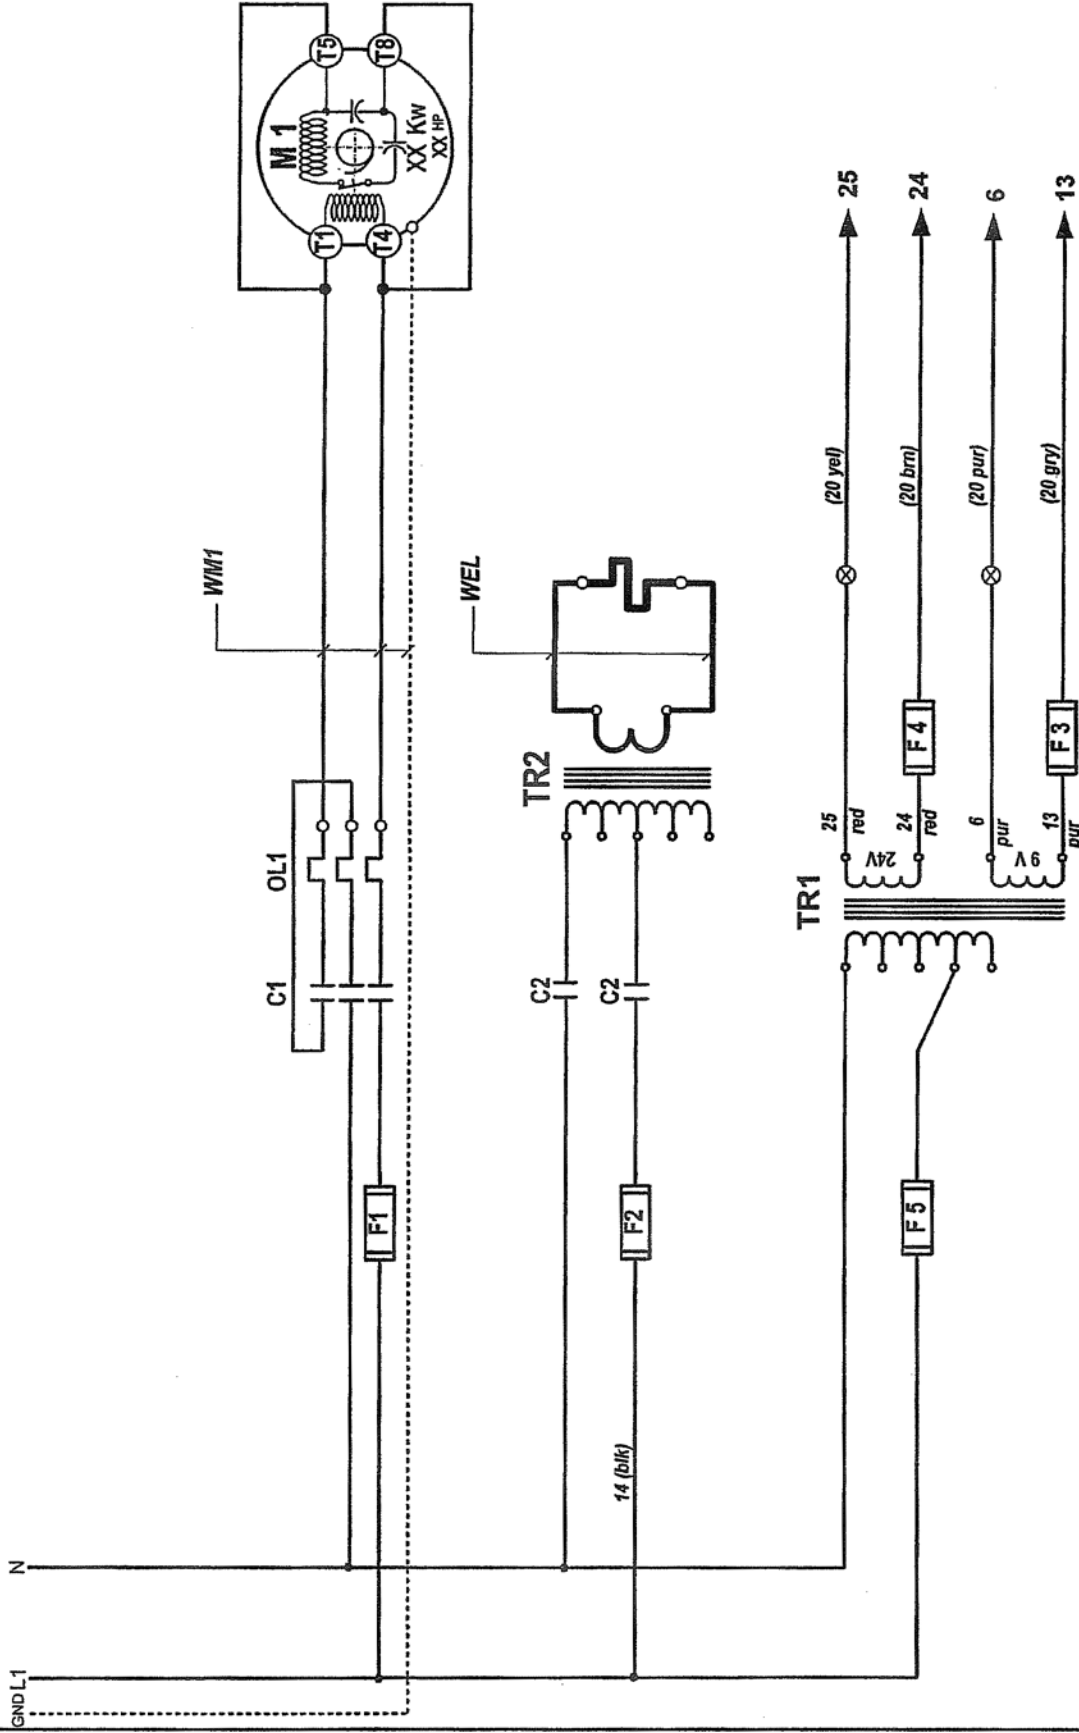 GND
L1
N
14 (blk)
F1
F2
F 5
C1
OL1
C2
C2
TR2
TR1
WM1
WEL
M 1
T1
T4
T5
T8
XX Kw
XX HP
24V
9 V
25
red
24
red
6
pur
13
pur
F 4
F 3
(20 yel)
(20 brn)
(20 pur)
(20 gry)
25
24
6
13